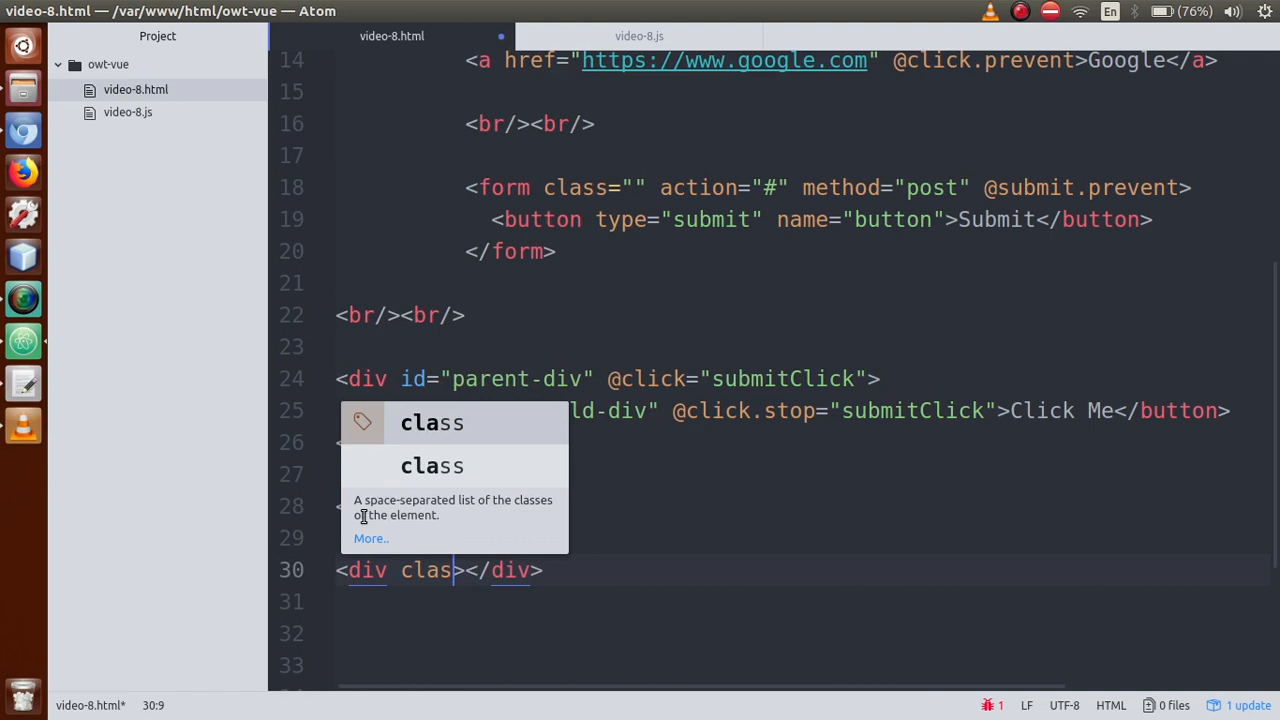 video-8.html — /var/www/html/owt-vue — Atom
En
(76%)
Project
video-8.html
video-8.js
owt-vue
video-8.html
video-8.js
14 <a href="https://www.google.com" @click.prevent>Google</a>
15
16 <br/><br/>
17
18 <form class="" action="#" method="post" @submit.prevent>
19 <button type="submit" name="button">Submit</button>
20 </form>
21
22 <br/><br/>
23
24 <div id="parent-div" @click="submitClick">
25 ld-div" @click.stop="submitClick">Click Me</button>
26 <
27
28 <
29
30 <div clas></div>
31
32
33
class
class
A space-separated list of the classes
of the element.
More..
video-8.html* 30:9
1 LF UTF-8 HTML 0 files 1 update